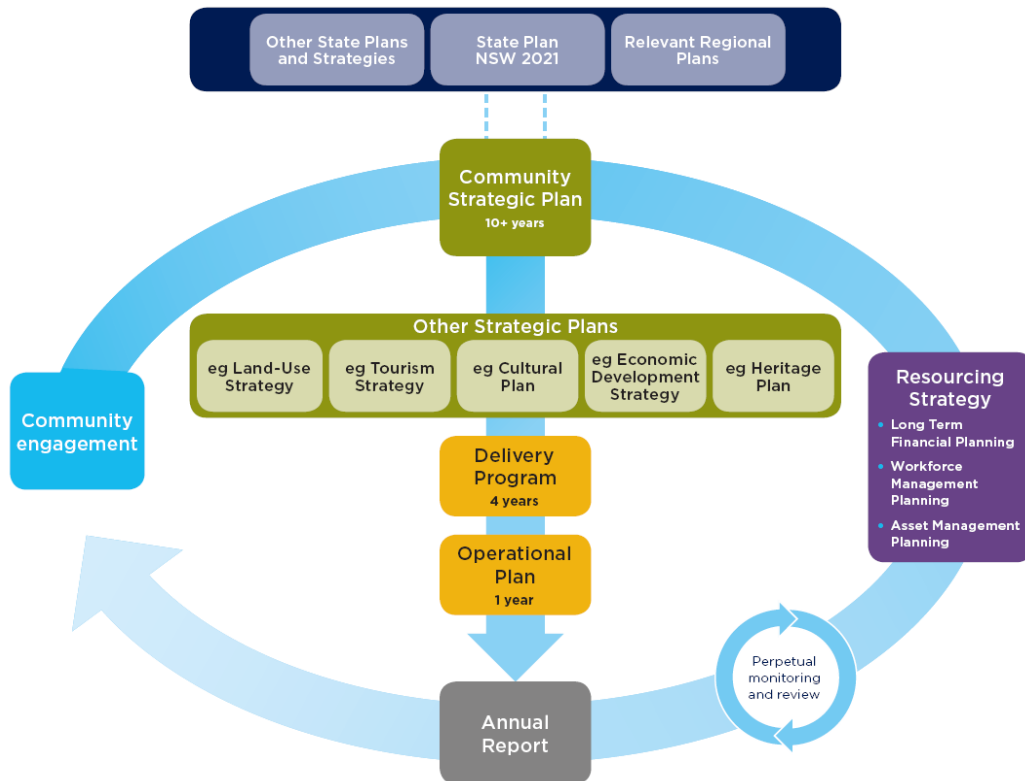 Other State Plans
and Strategies
State Plan
NSW 2021
Relevant Regional
Plans
Community
Strategic Plan
10+ years
Other Strategic Plans
eg Land-Use
Strategy
eg Tourism
Strategy
eg Cultural
Plan
eg Economic
Development
Strategy
eg Heritage
Plan
Community
engagement
Resourcing
Strategy
• Long Term
Financial Planning
• Workforce
Management
Planning
• Asset Management
Planning
Delivery
Program
4 years
Operational
Plan
1 year
Perpetual
monitoring
and review
Annual
Report